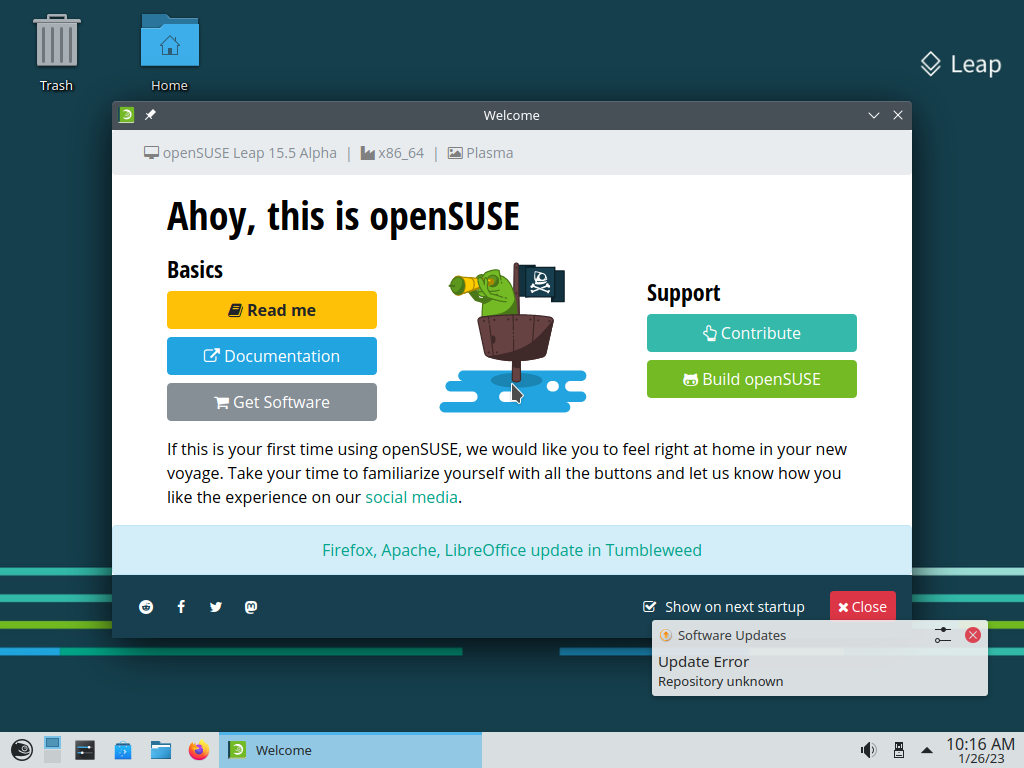 Trash
Home
Leap
Welcome
openSUSE Leap 15.5 Alpha | x86_64 | Plasma
Ahoy, this is openSUSE
Basics
Read me
Documentation
Get Software
Support
Contribute
Build openSUSE
If this is your first time using openSUSE, we would like you to feel right at home in your new
voyage. Take your time to familiarize yourself with all the buttons and let us know how you
like the experience on our social media.
Firefox, Apache, LibreOffice update in Tumbleweed
Show on next startup
Close
Software Updates
Update Error
Repository unknown
Welcome
10:16 AM
1/26/23